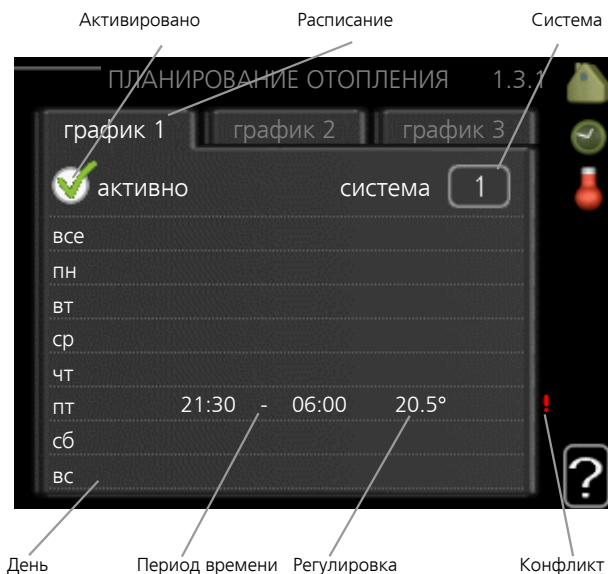 Активировано Расписание Система
ПЛАНИРОВАНИЕ ОТОПЛЕНИЯ 1.3.1
график 1 график 2 график 3
активно система 1
все
пн
вт
ср
чт
пт 21:30 - 06:00 20.5° !
сб
вс
?
День Период времени Регулировка Конфликт